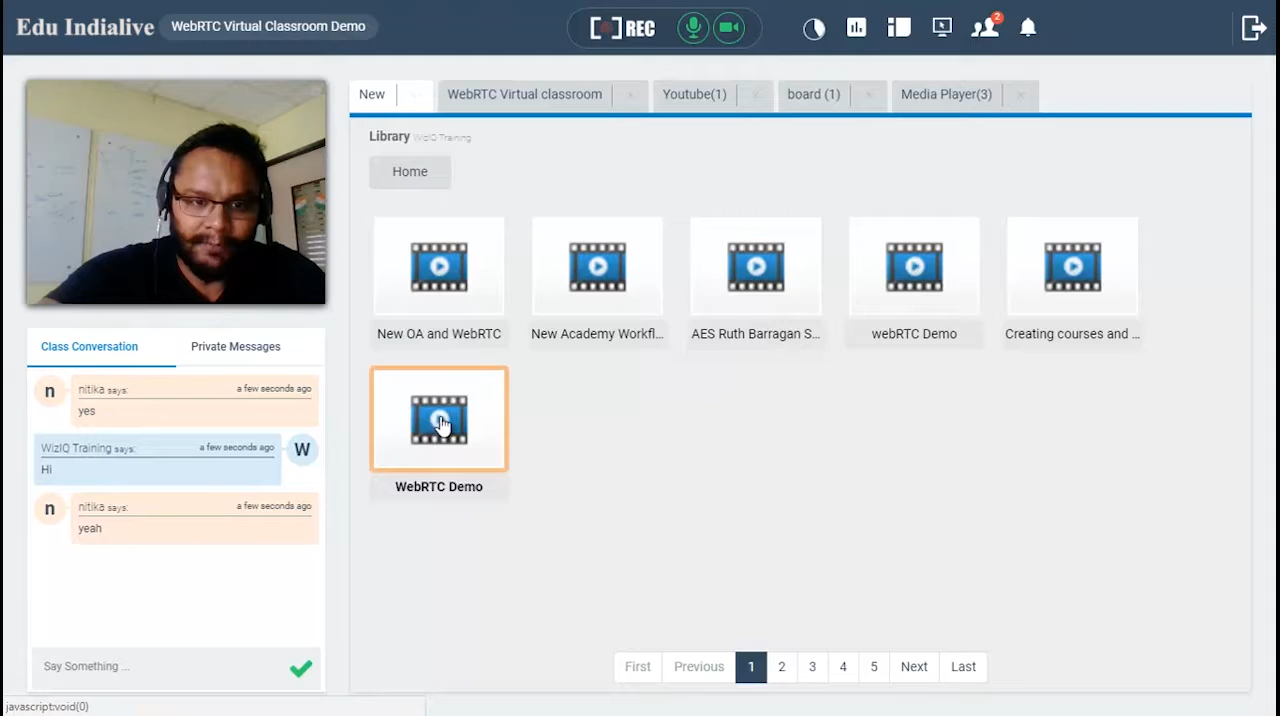 Edu Indialive
WebRTC Virtual Classroom Demo
REC
2
New
WebRTC Virtual classroom
x
Youtube(1)
x
board (1)
x
Media Player(3)
x
Library WizIQ Training
Home
New OA and WebRTC
New Academy Workfl...
AES Ruth Barragan S...
webRTC Demo
Creating courses and ...
WebRTC Demo
Class Conversation
Private Messages
n
nitika says:
a few seconds ago
yes
WizIQ Training says:
a few seconds ago
W
Hi
n
nitika says:
a few seconds ago
yeah
Say Something ...
First
Previous
1
2
3
4
5
Next
Last
javascript:void(0)